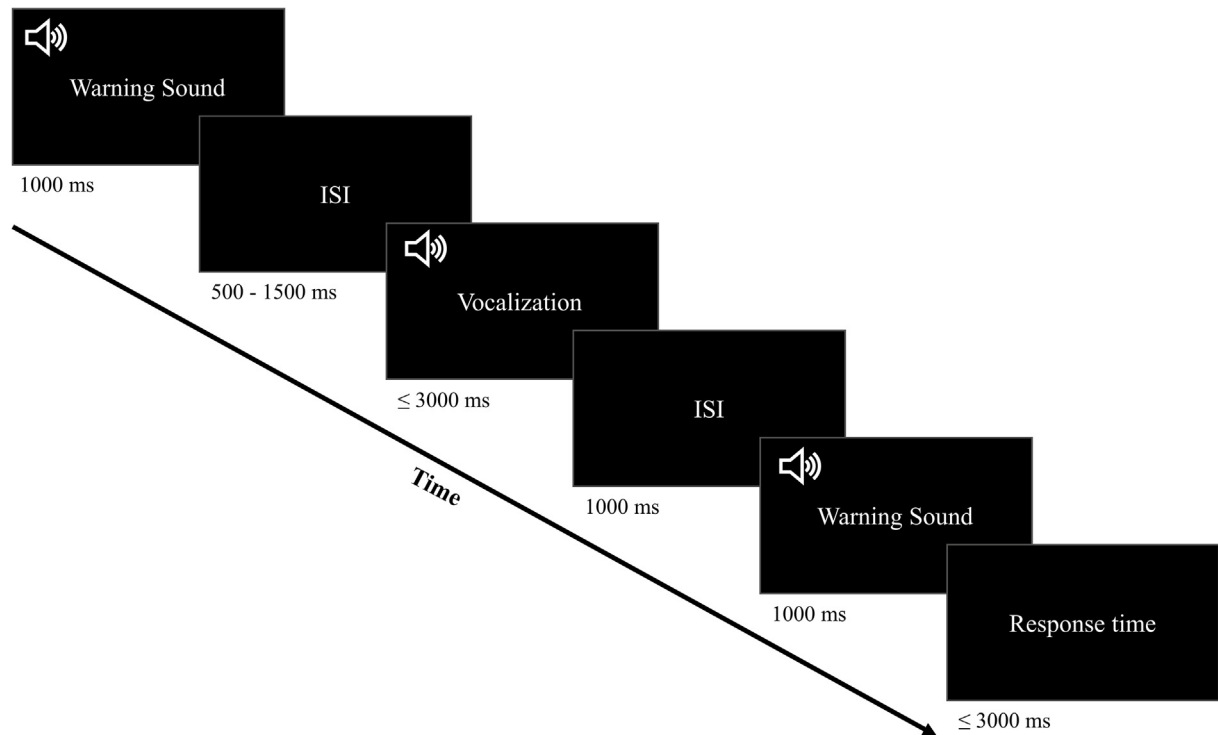 Warning Sound
1000 ms
ISI
500 - 1500 ms
Vocalization
≤ 3000 ms
ISI
1000 ms
Time
Warning Sound
1000 ms
Response time
≤ 3000 ms